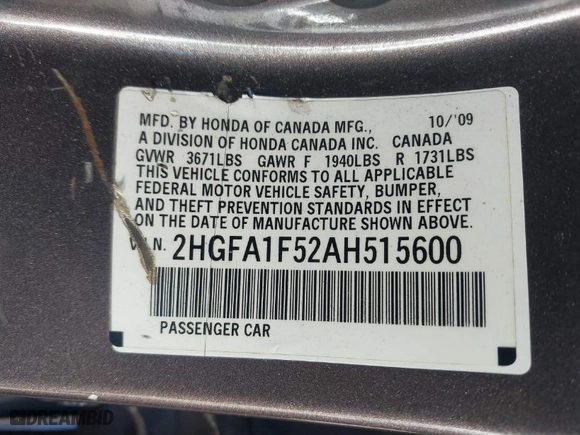 MFD. BY HONDA OF CANADA MFG., 10/'09
A DIVISION OF HONDA CANADA INC. CANADA
GVWR 3671LBS GAWR F 1940LBS R 1731LBS
THIS VEHICLE CONFORMS TO ALL APPLICABLE
FEDERAL MOTOR VEHICLE SAFETY, BUMPER,
AND THEFT PREVENTION STANDARDS IN EFFECT
ON THE DATE OF MANUFACTURE SHOWN ABOVE.
V.I.N. 2HGFA1F52AH515600
PASSENGER CAR
DREAMBID